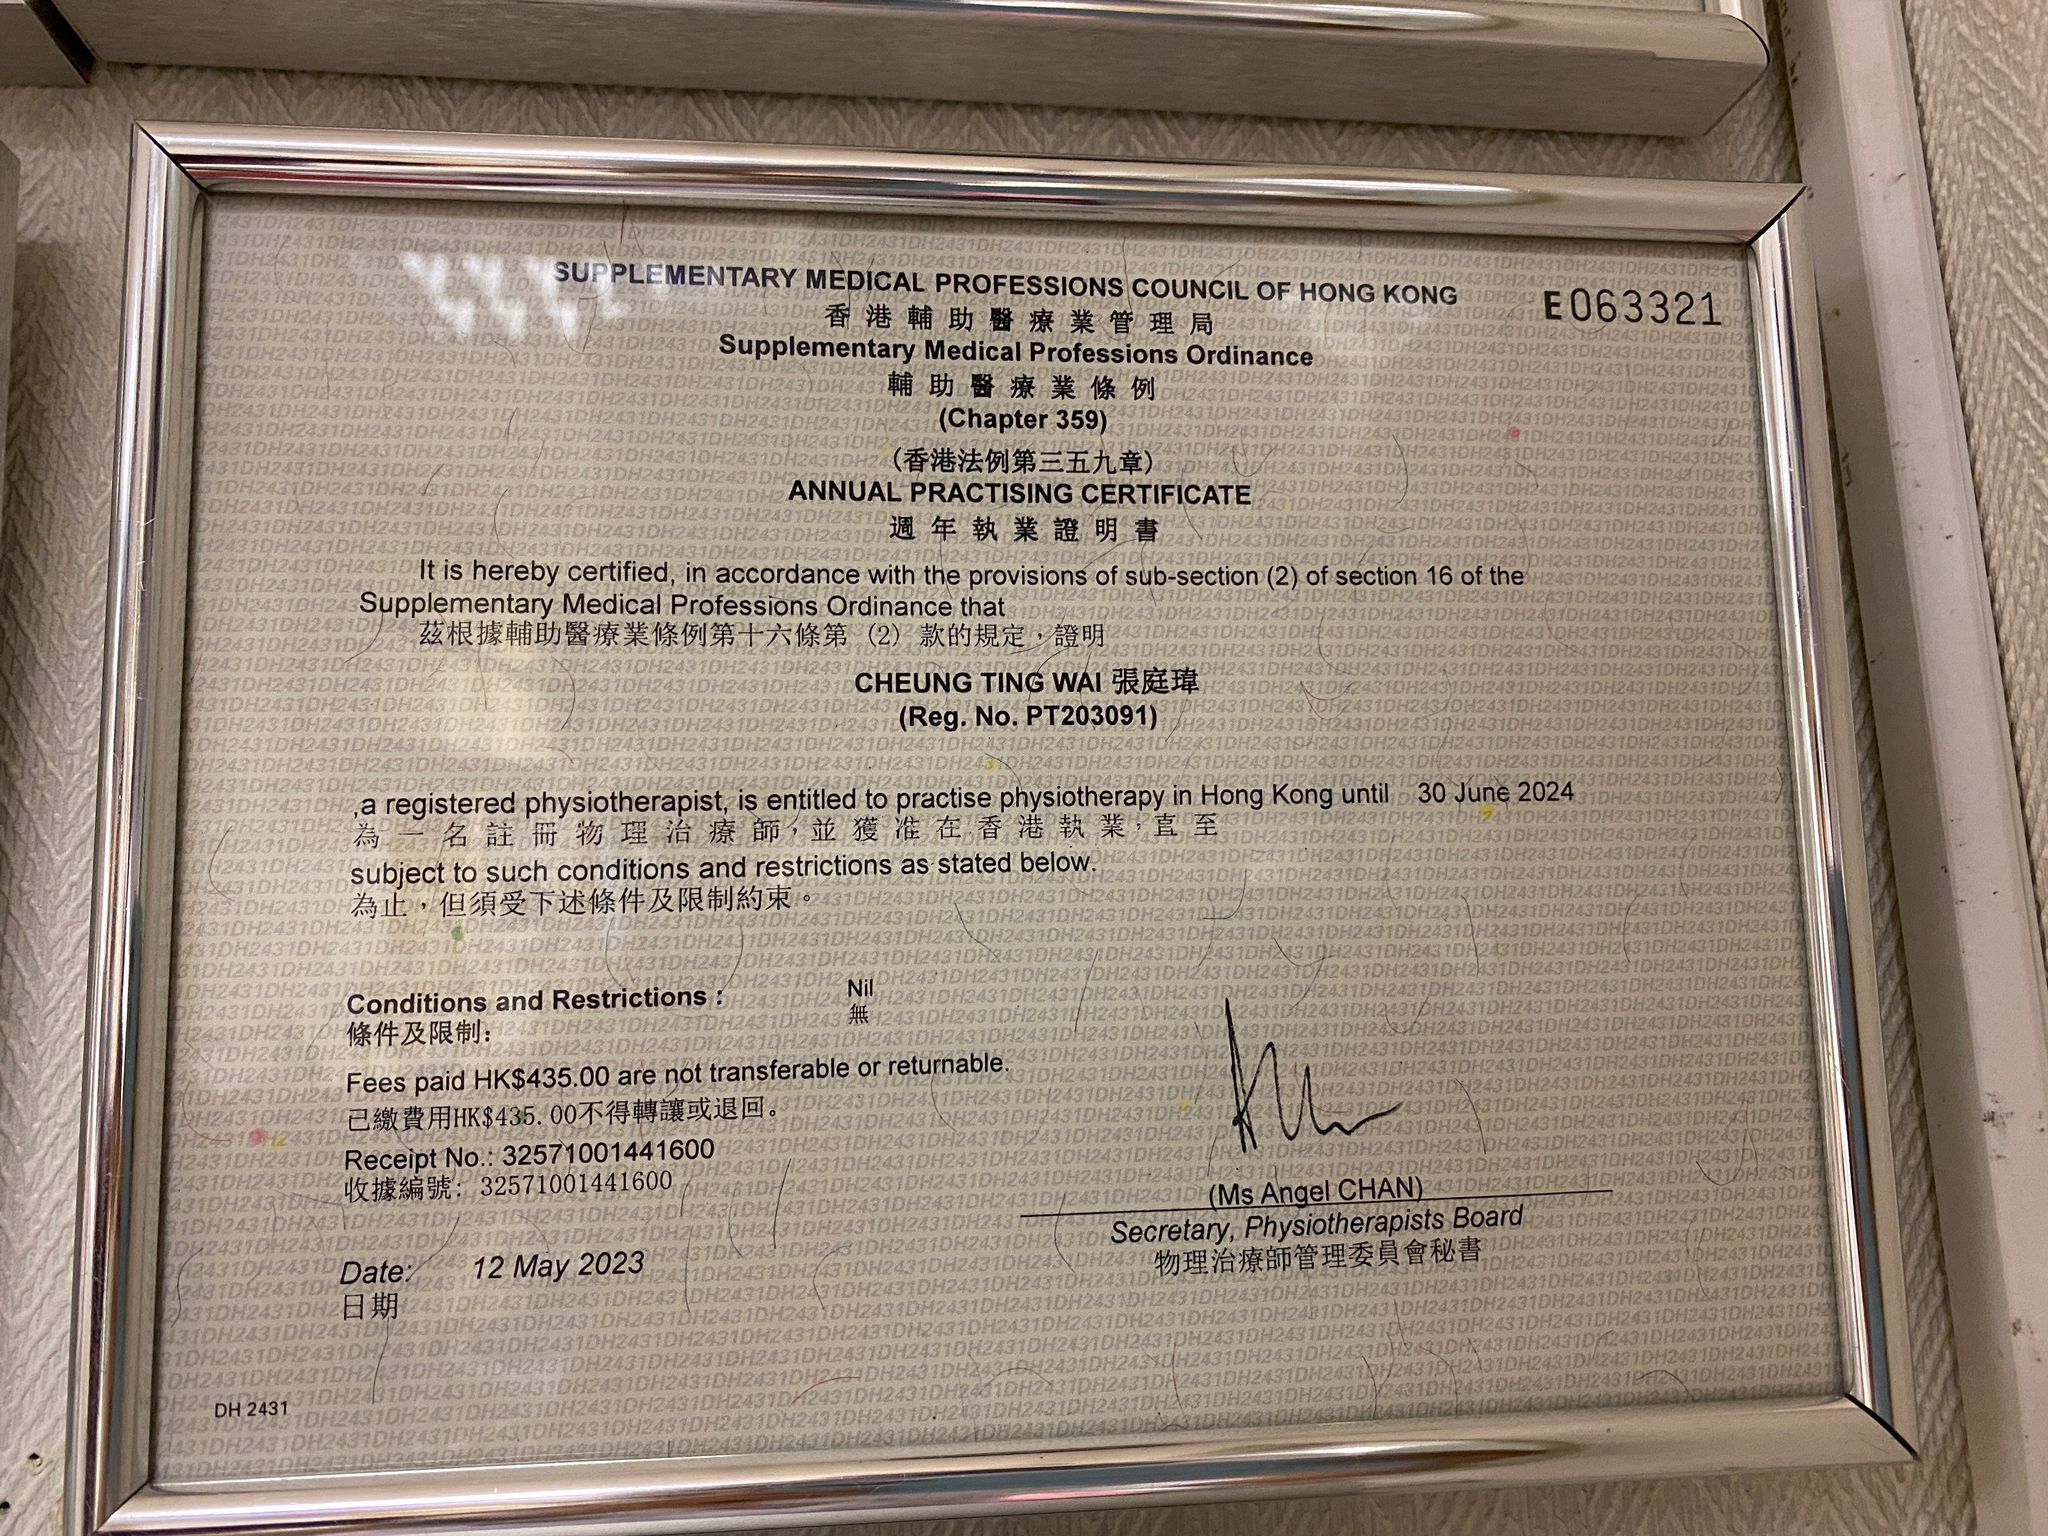 SUPPLEMENTARY MEDICAL PROFESSIONS COUNCIL OF HONG KONG
E063321
香港輔助醫療業管理局
Supplementary Medical Professions Ordinance
輔助醫療業條例
(Chapter 359)
(香港法例第三五九章)
ANNUAL PRACTISING CERTIFICATE
週年執業證明書
It is hereby certified, in accordance with the provisions of sub-section (2) of section 16 of the
Supplementary Medical Professions Ordinance that
茲根據輔助醫療業條例第十六條第 (2) 款的規定，證明
CHEUNG TING WAI 張庭瑋
(Reg. No. PT203091)
,a registered physiotherapist, is entitled to practise physiotherapy in Hong Kong until 30 June 2024
為一名註冊物理治療師，並獲准在香港執業，直至
subject to such conditions and restrictions as stated below.
為止，但須受下述條件及限制約束。
Conditions and Restrictions : Nil
條件及限制: 無
Fees paid HK$435.00 are not transferable or returnable.
已繳費用HK$435.00不得轉讓或退回。
Receipt No.: 32571001441600
收據編號: 32571001441600
(Ms Angel CHAN)
Secretary, Physiotherapists Board
物理治療師管理委員會秘書
Date: 12 May 2023
日期
DH 2431